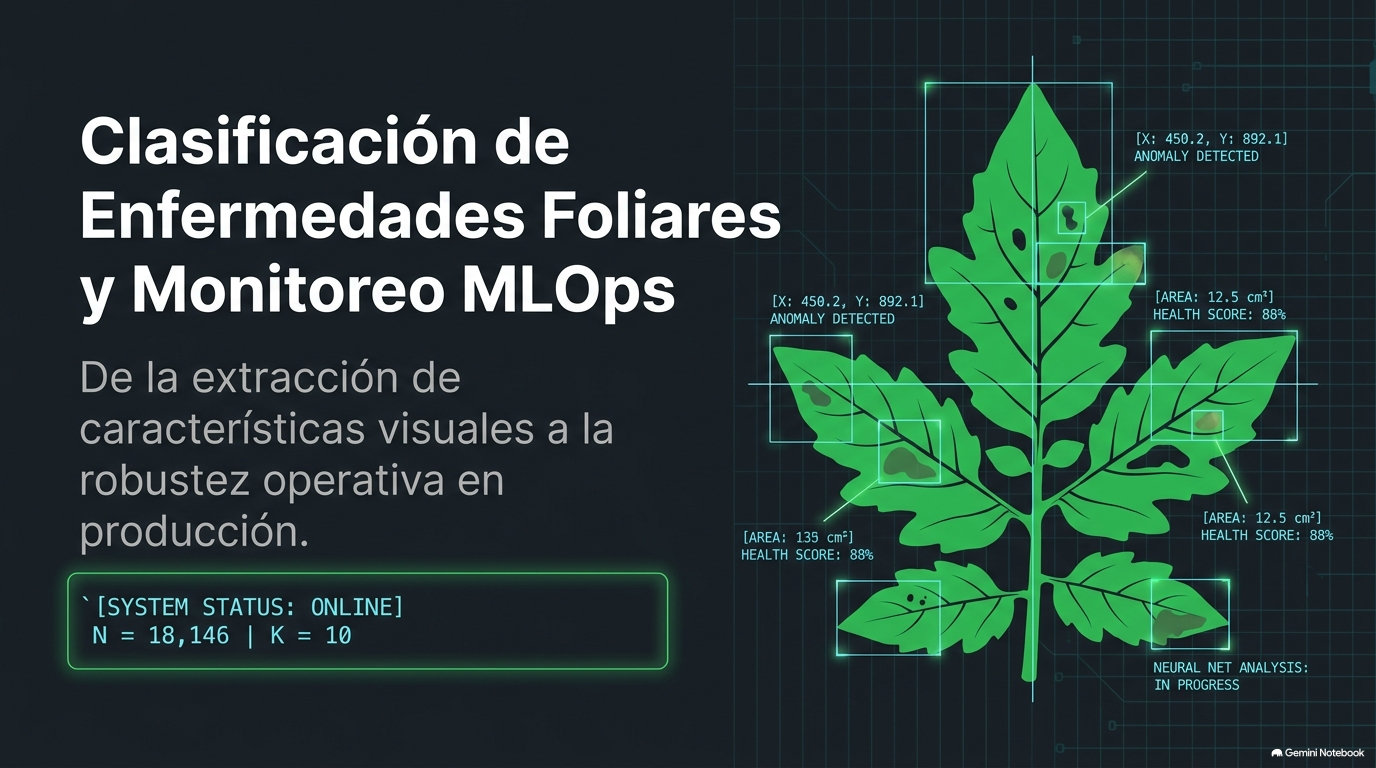 Clasificación de
Enfermedades Foliares
y Monitoreo MLOps
De la extracción de
características visuales a la
robustez operativa en
producción.
`[SYSTEM STATUS: ONLINE]
N = 18,146 | K = 10
[X: 450.2, Y: 892.1]
ANOMALY DETECTED
[X: 450.2, Y: 892.1]
ANOMALY DETECTED
[AREA: 12.5 cm²]
HEALTH SCORE: 88%
[AREA: 135 cm²]
HEALTH SCORE: 88%
[AREA: 12.5 cm²]
HEALTH SCORE: 88%
NEURAL NET ANALYSIS:
IN PROGRESS
Gemini Notebook